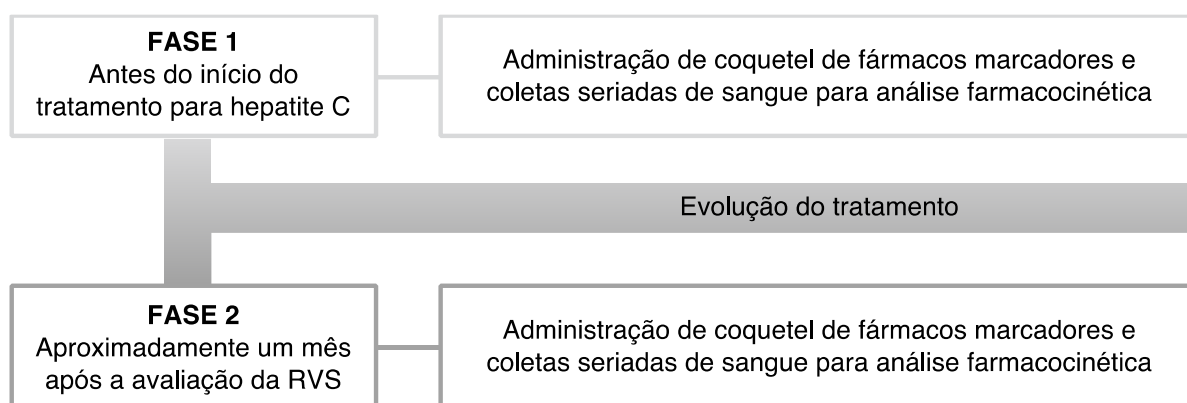 FASE 1
Antes do início do
tratamento para hepatite C
Administração de coquetel de fármacos marcadores e
coletas seriadas de sangue para análise farmacocinética
Evolução do tratamento
FASE 2
Aproximadamente um mês
após a avaliação da RVS
Administração de coquetel de fármacos marcadores e
coletas seriadas de sangue para análise farmacocinética